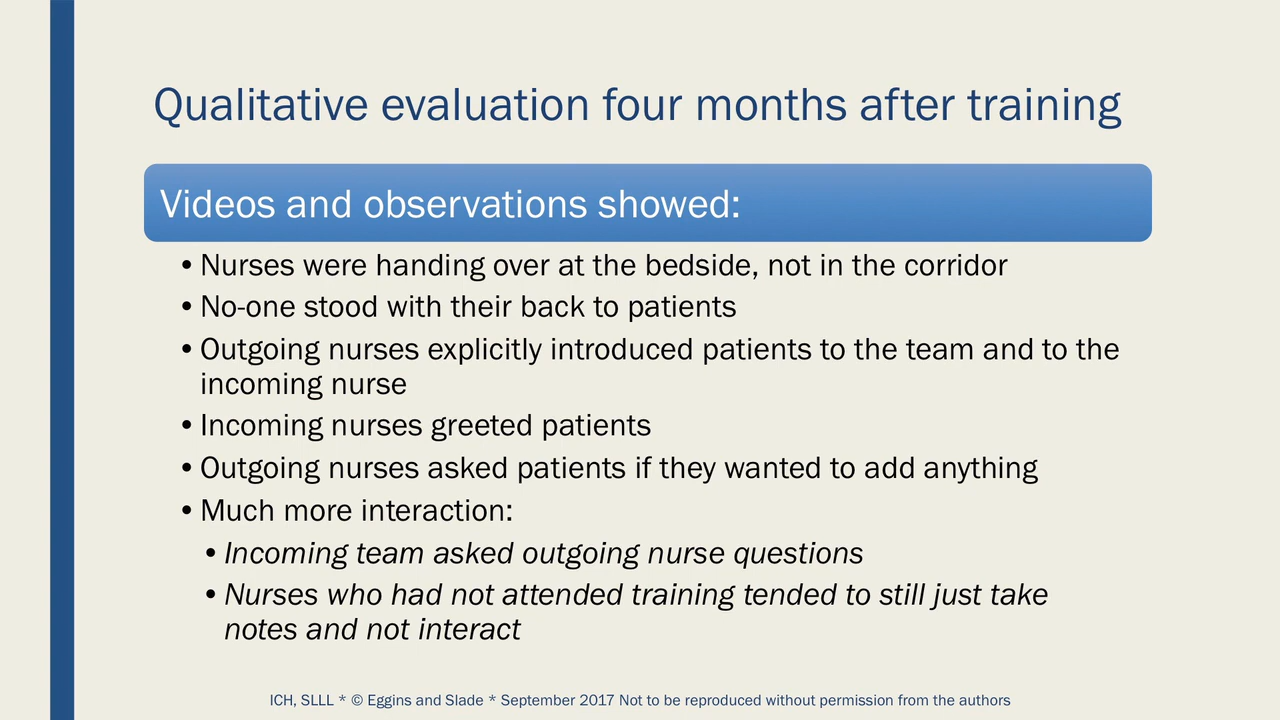 Qualitative evaluation four months after training
Videos and observations showed:
• Nurses were handing over at the bedside, not in the corridor
• No-one stood with their back to patients
• Outgoing nurses explicitly introduced patients to the team and to the
incoming nurse
• Incoming nurses greeted patients
• Outgoing nurses asked patients if they wanted to add anything
• Much more interaction:
• Incoming team asked outgoing nurse questions
• Nurses who had not attended training tended to still just take
notes and not interact
ICH, SLLL * © Eggins and Slade * September 2017 Not to be reproduced without permission from the authors